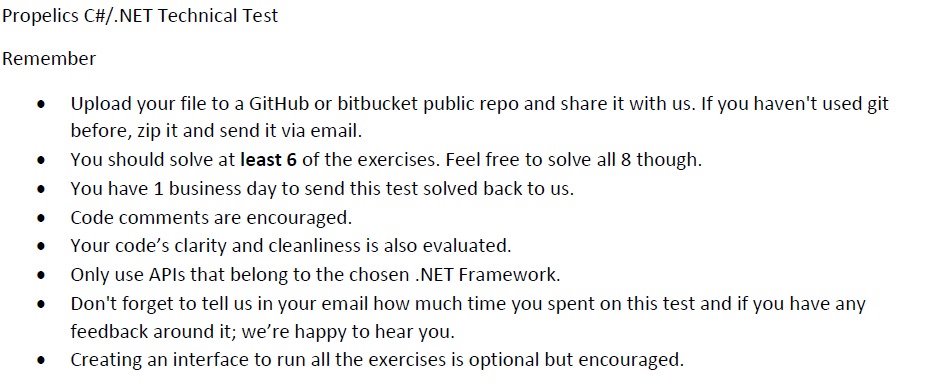 Propelics C#/.NET Technical Test
Remember
• Upload your file to a GitHub or bitbucket public repo and share it with us. If you haven't used git
before, zip it and send it via email.
• You should solve at least 6 of the exercises. Feel free to solve all 8 though.
• You have 1 business day to send this test solved back to us.
• Code comments are encouraged.
• Your code’s clarity and cleanliness is also evaluated.
• Only use APIs that belong to the chosen .NET Framework.
• Don't forget to tell us in your email how much time you spent on this test and if you have any
feedback around it; we’re happy to hear you.
• Creating an interface to run all the exercises is optional but encouraged.